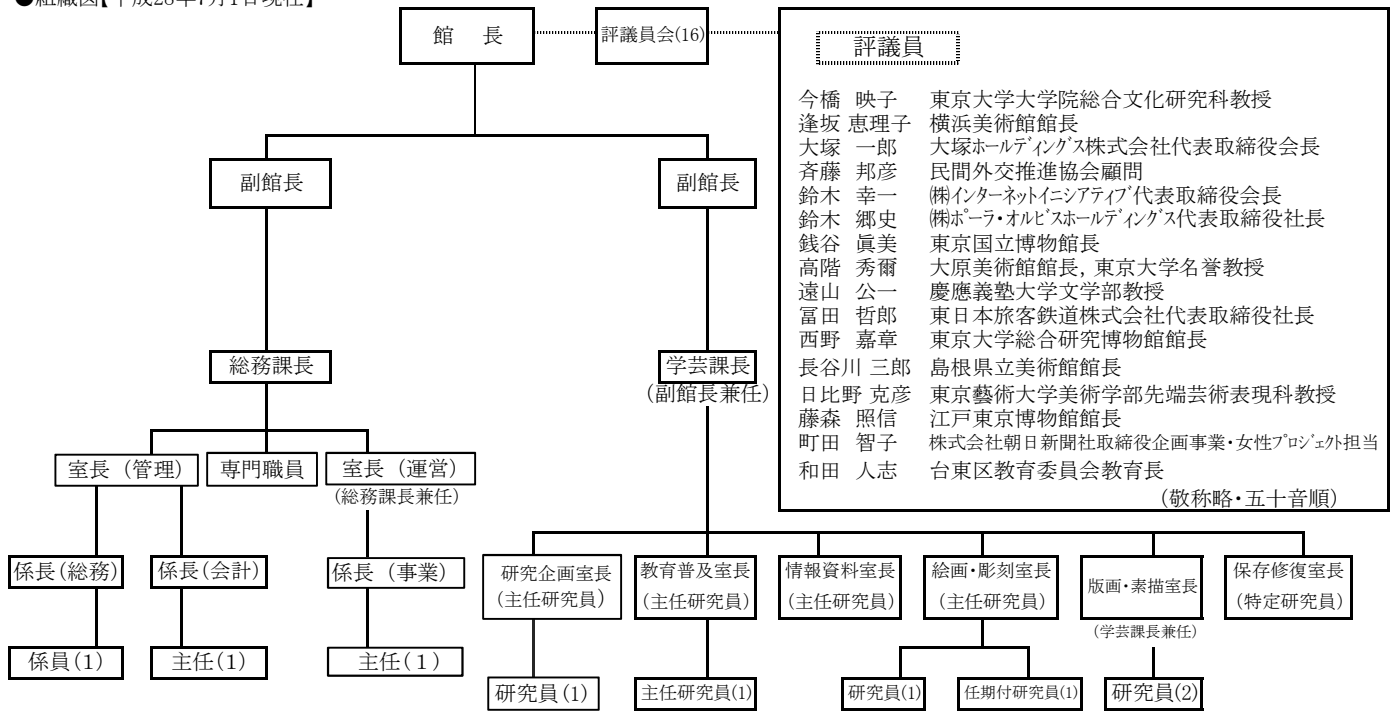 ●組織図【平成28年7月1日現在】
館　長
評議員会(16)
評議員
今橋 映子　東京大学大学院総合文化研究科教授
逢坂 恵理子　横浜美術館館長
大塚 一郎　大塚ホールディングス株式会社代表取締役会長
斉藤 邦彦　民間外交推進協会顧問
鈴木 幸一　㈱インターネットイニシアティブ代表取締役会長
鈴木 郷史　㈱ポーラ・オルビスホールディングス代表取締役社長
銭谷 眞美　東京国立博物館長
高階 秀爾　大原美術館館長, 東京大学名誉教授
遠山 公一　慶應義塾大学文学部教授
冨田 哲郎　東日本旅客鉄道株式会社代表取締役社長
西野 嘉章　東京大学総合研究博物館館長
長谷川 三郎　島根県立美術館館長
日比野 克彦　東京藝術大学美術学部先端芸術表現科教授
藤森 照信　江戸東京博物館館長
町田 智子　株式会社朝日新聞社取締役企画事業・女性プロジェクト担当
和田 人志　台東区教育委員会教育長
(敬称略・五十音順)
副館長
副館長
総務課長
学芸課長
(副館長兼任)
室長（管理）
専門職員
室長（運営）
(総務課長兼任)
係長(総務)
係長(会計)
係長（事業）
研究企画室長
(主任研究員)
教育普及室長
(主任研究員)
情報資料室長
(主任研究員)
絵画・彫刻室長
(主任研究員)
版画・素描室長
(学芸課長兼任)
保存修復室長
(特定研究員)
係員(1)
主任(1)
主任(１)
研究員(1)
主任研究員(1)
研究員(1)
任期付研究員(1)
研究員(2)